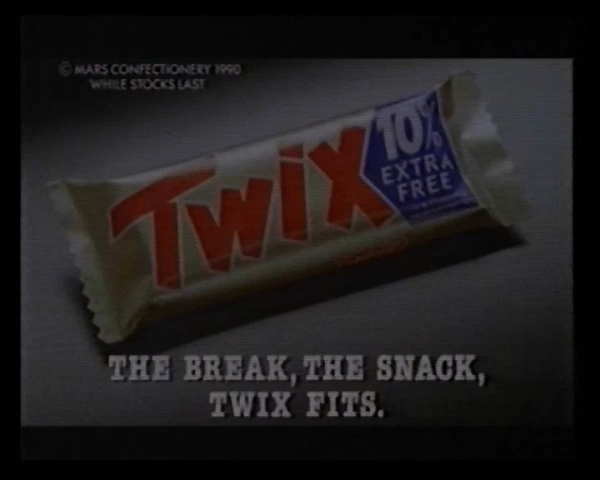 © MARS CONFECTIONERY 1990
WHILE STOCKS LAST
TWIX
10%
EXTRA
FREE
THE BREAK, THE SNACK,
TWIX FITS.